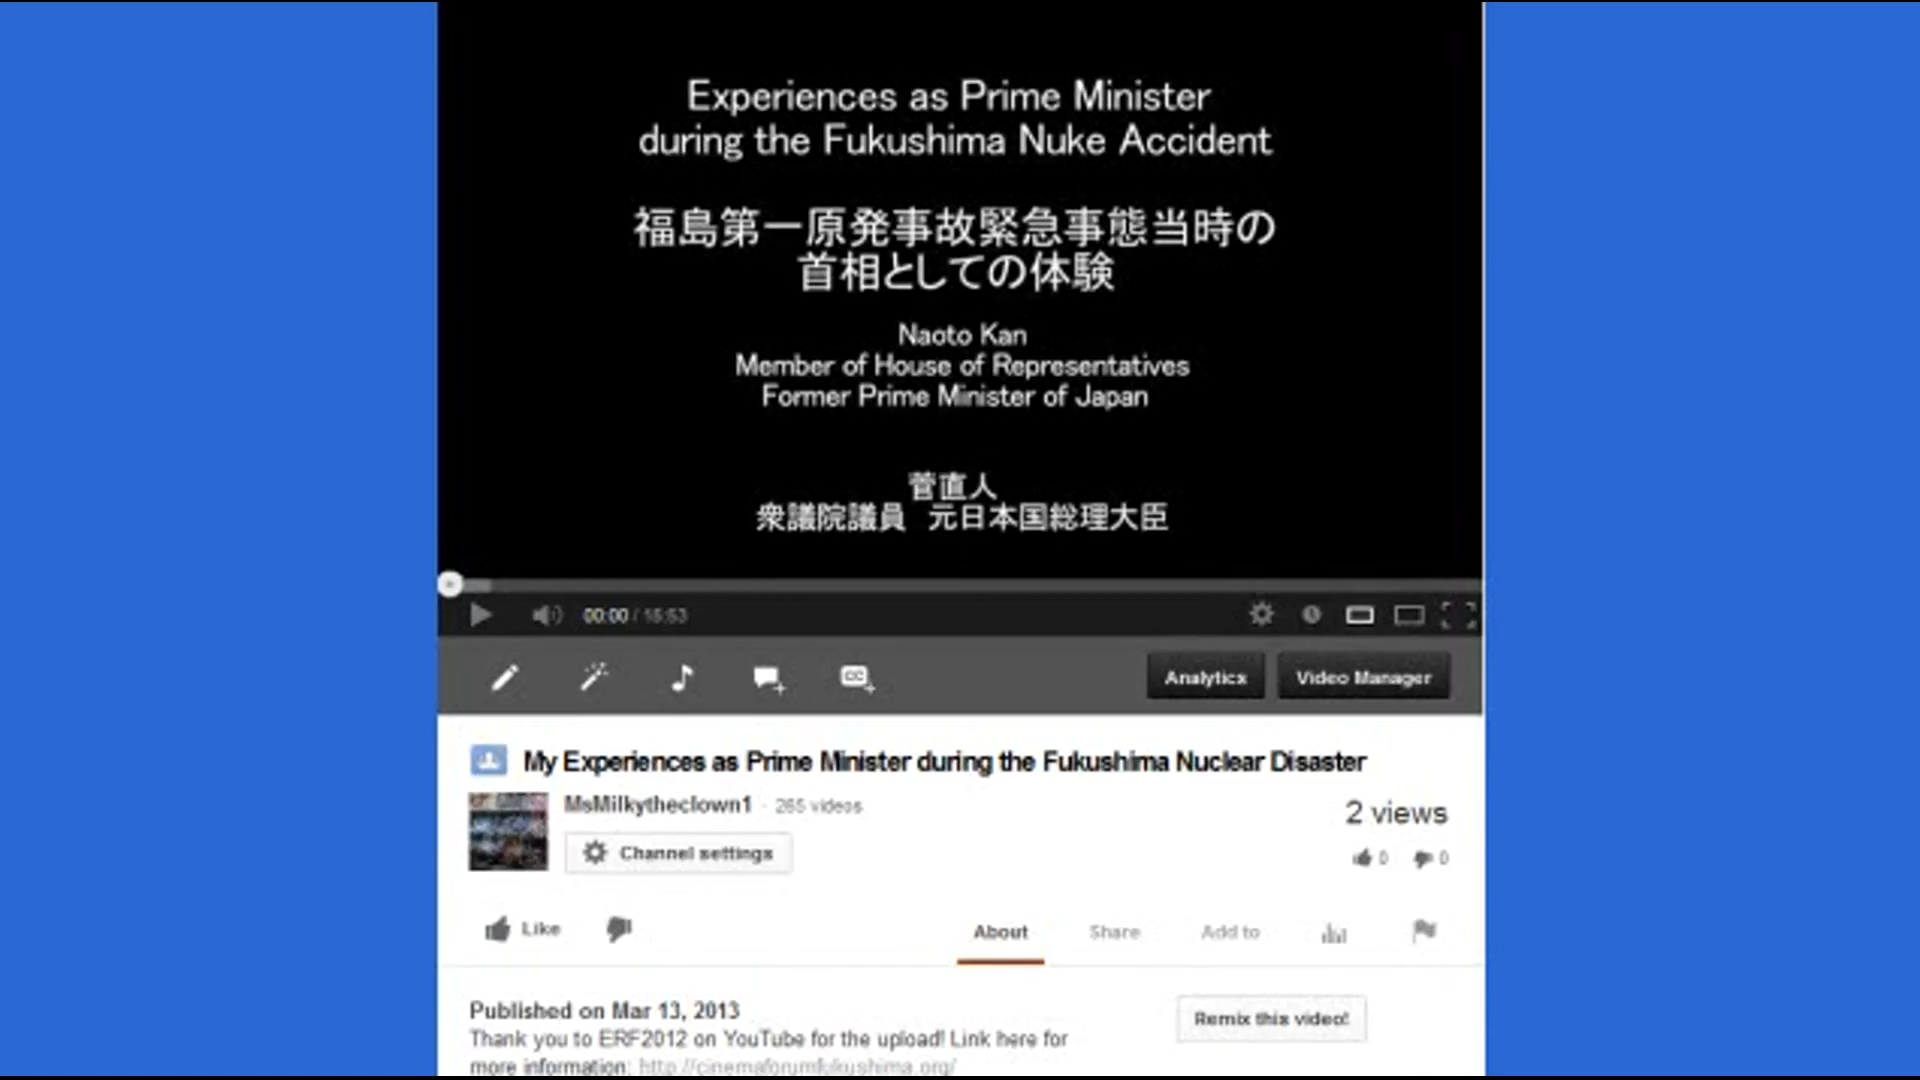 Experiences as Prime Minister
during the Fukushima Nuke Accident
福島第一原発事故緊急事態当時の
首相としての体験
Naoto Kan
Member of House of Representatives
Former Prime Minister of Japan
菅直人
衆議院議員 元日本国総理大臣
00:00 / 15:53
CC
Analytics
Video Manager
My Experiences as Prime Minister during the Fukushima Nuclear Disaster
MsMilkytheclown1 · 265 videos
2 views
Channel settings
0 0
Like
About
Share
Add to
Published on Mar 13, 2013
Remix this video!
Thank you to ERF2012 on YouTube for the upload! Link here for
more information: http://cinemaforumfukushima.org/